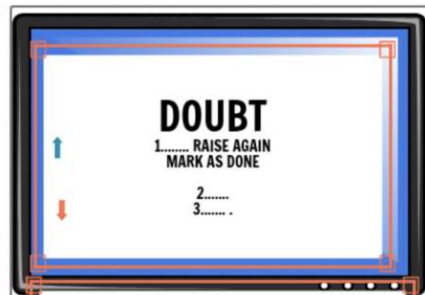 DOUBT
1........ RAISE AGAIN
MARK AS DONE
2.......
3....... .